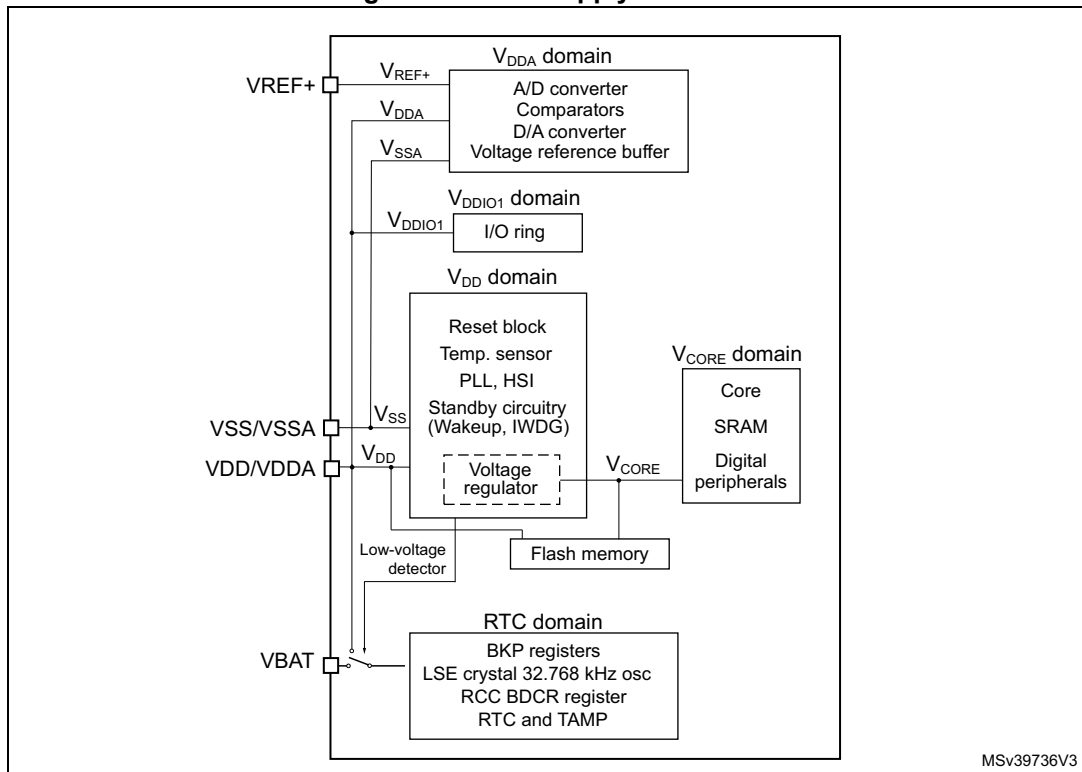 VREF+
VREF+
VDDA domain
A/D converter
Comparators
D/A converter
Voltage reference buffer
VDDA
VSSA
VDDIO1 domain
VDDIO1
I/O ring
VDD domain
Reset block
Temp. sensor
PLL, HSI
Standby circuitry
(Wakeup, IWDG)
Voltage
regulator
VSS/VSSA
VSS
VDD/VDDA
VDD
VCORE
VCORE domain
Core
SRAM
Digital
peripherals
Flash memory
Low-voltage
detector
VBAT
RTC domain
BKP registers
LSE crystal 32.768 kHz osc
RCC BDCR register
RTC and TAMP
MSv39736V3